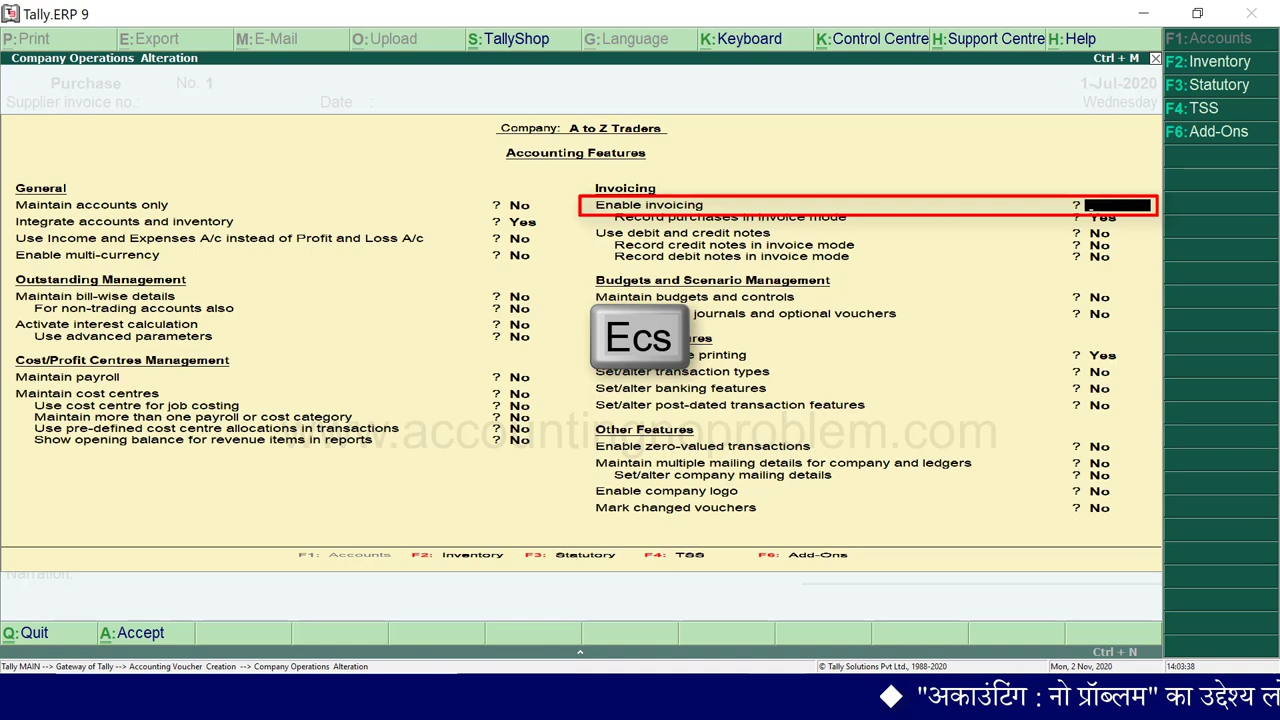 Tally.ERP 9
P:Print E:Export M:E-Mail O:Upload S:TallyShop G:Language K:Keyboard K:Control Centre H:Support Centre H:Help F1:Accounts
Company Operations Alteration Ctrl + M
F2:Inventory
Purchase No. 1 1-Jul-2020
F3:Statutory
Supplier invoice no.: Date : Wednesday
F4:TSS
Company: A to Z Traders
F6:Add-Ons
Accounting Features
General
Maintain accounts only ? No
Integrate accounts and inventory ? Yes
Use Income and Expenses A/c instead of Profit and Loss A/c ? No
Enable multi-currency ? No
Outstanding Management
Maintain bill-wise details ? No
For non-trading accounts also ? No
Activate interest calculation ? No
Use advanced parameters ? No
Cost/Profit Centres Management
Maintain payroll ? No
Maintain cost centres ? No
Use cost centre for job costing ? No
Maintain more than one payroll or cost category ? No
Use pre-defined cost centre allocations in transactions ? No
Show opening balance for revenue items in reports ? No
Invoicing
Enable invoicing ?
Record purchases in invoice mode ? Yes
Use debit and credit notes ? No
Record credit notes in invoice mode ? No
Record debit notes in invoice mode ? No
Budgets and Scenario Management
Maintain budgets and controls ? No
journals and optional vouchers ? No
Ecs
printing ? Yes
Set/alter transaction types ? No
Set/alter banking features ? No
Set/alter post-dated transaction features ? No
Other Features
Enable zero-valued transactions ? No
Maintain multiple mailing details for company and ledgers ? No
Set/alter company mailing details ? No
Enable company logo ? No
Mark changed vouchers ? No
www.accountingnoproblem.com
F1: Accounts F2: Inventory F3: Statutory F4: TSS F6: Add-Ons
Narration:
Q:Quit A:Accept
Ctrl + N
Tally MAIN --> Gateway of Tally --> Accounting Voucher Creation --> Company Operations Alteration © Tally Solutions Pvt Ltd., 1988-2020 Mon, 2 Nov, 2020 14:03:38
◆ "अकाउंटिंग : नो प्रॉब्लम" का उद्देश्य